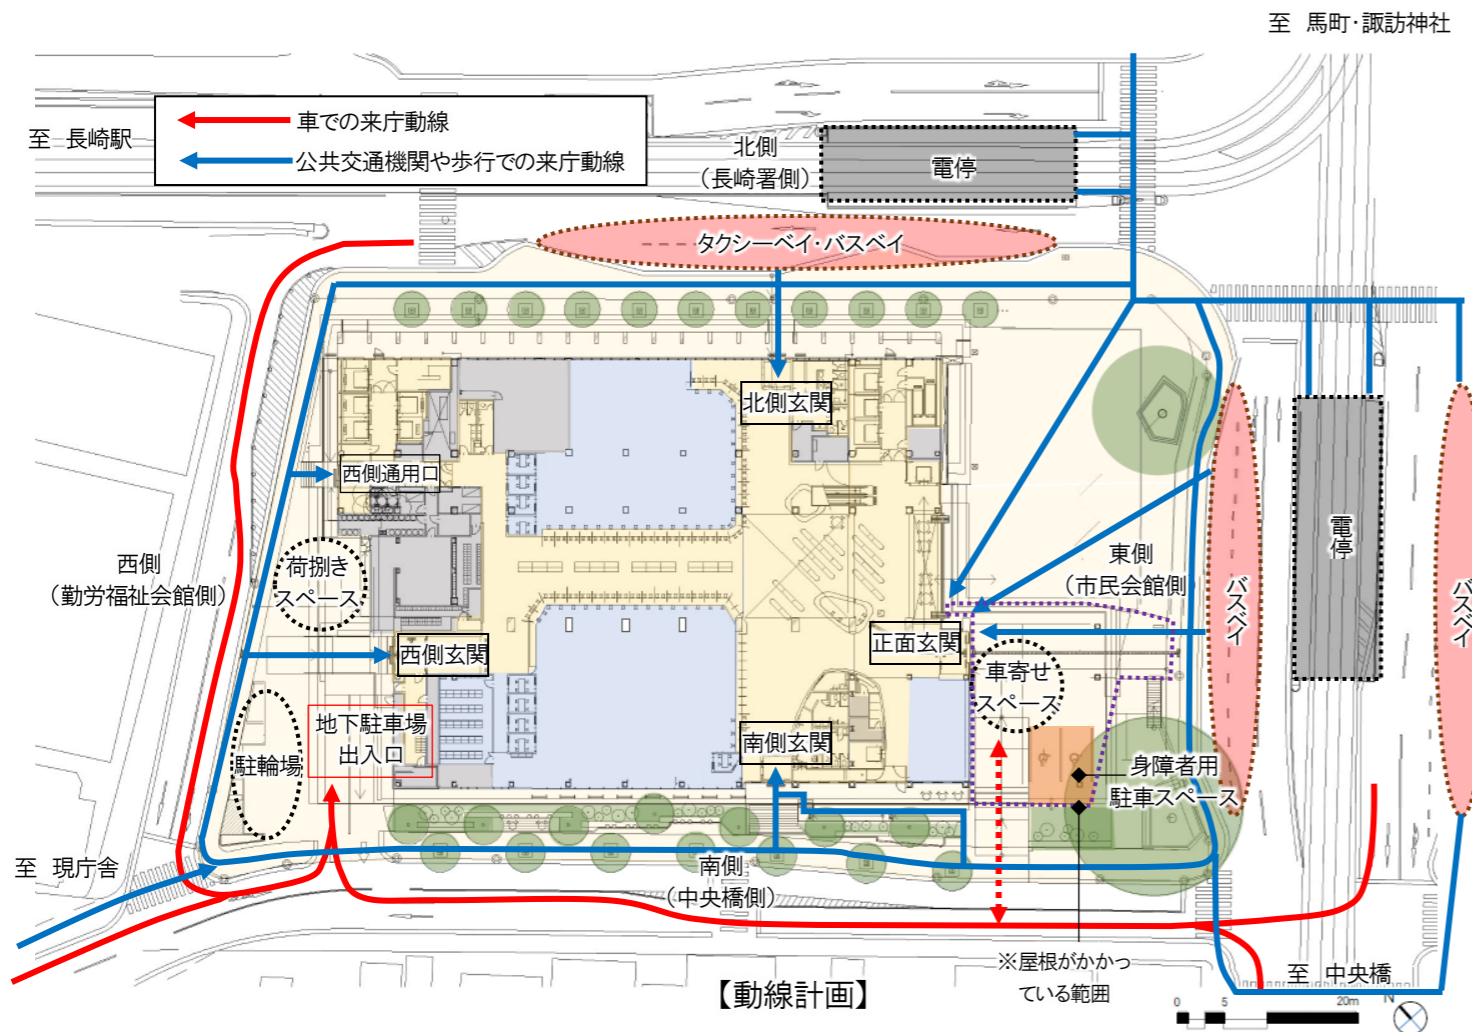 至 馬町・諏訪神社
車での来庁動線
公共交通機関や歩行での来庁動線
至 長崎駅
北側
（長崎署側）
電停
タクシーベイ・バスベイ
北側玄関
西側通用口
西側
（勤労福祉会館側）
荷捌き
スペース
東側
（市民会館側）
バスベイ
電停
バスベイ
西側玄関
正面玄関
車寄せ
スペース
地下駐車場
出入口
駐輪場
南側玄関
身障者用
駐車スペース
至 現庁舎
南側
（中央橋側）
※屋根がかかっ
ている範囲
至 中央橋
【動線計画】
0 5 20m
N